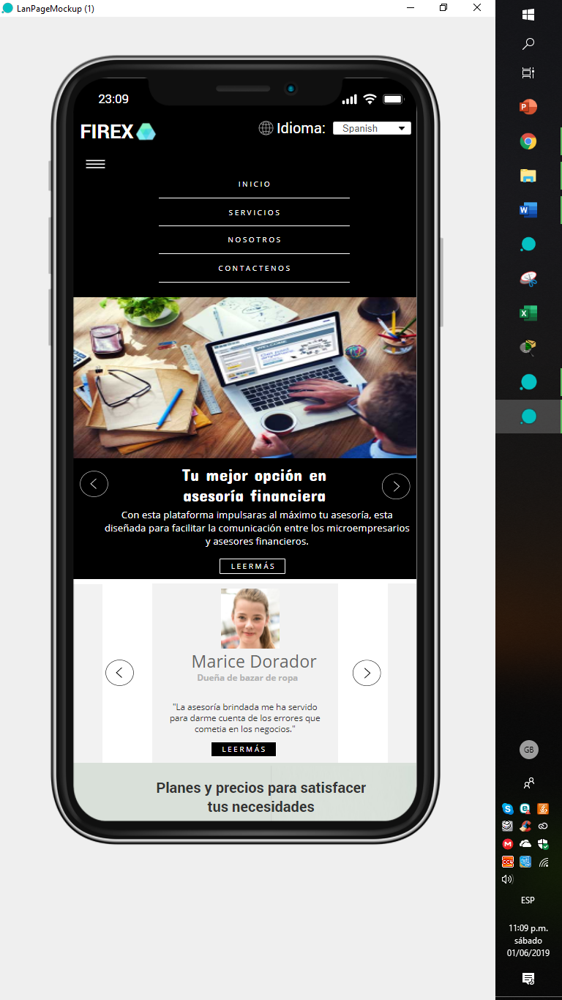 LanPageMockup (1)
23:09
FIREX
Idioma:
Spanish
INICIO
SERVICIOS
NOSOTROS
CONTACTENOS
WELCOME
Tu mejor opción en
asesoría financiera
Con esta plataforma impulsaras al máximo tu asesoría, esta
diseñada para facilitar la comunicación entre los microempresarios
y asesores financieros.
LEERMÁS
Marice Dorador
Dueña de bazar de ropa
"La asesoría brindada me ha servido
para darme cuenta de los errores que
cometia en los negocios."
LEERMÁS
Planes y precios para satisfacer
tus necesidades
GB
ESP
11:09 p.m.
sábado
01/06/2019